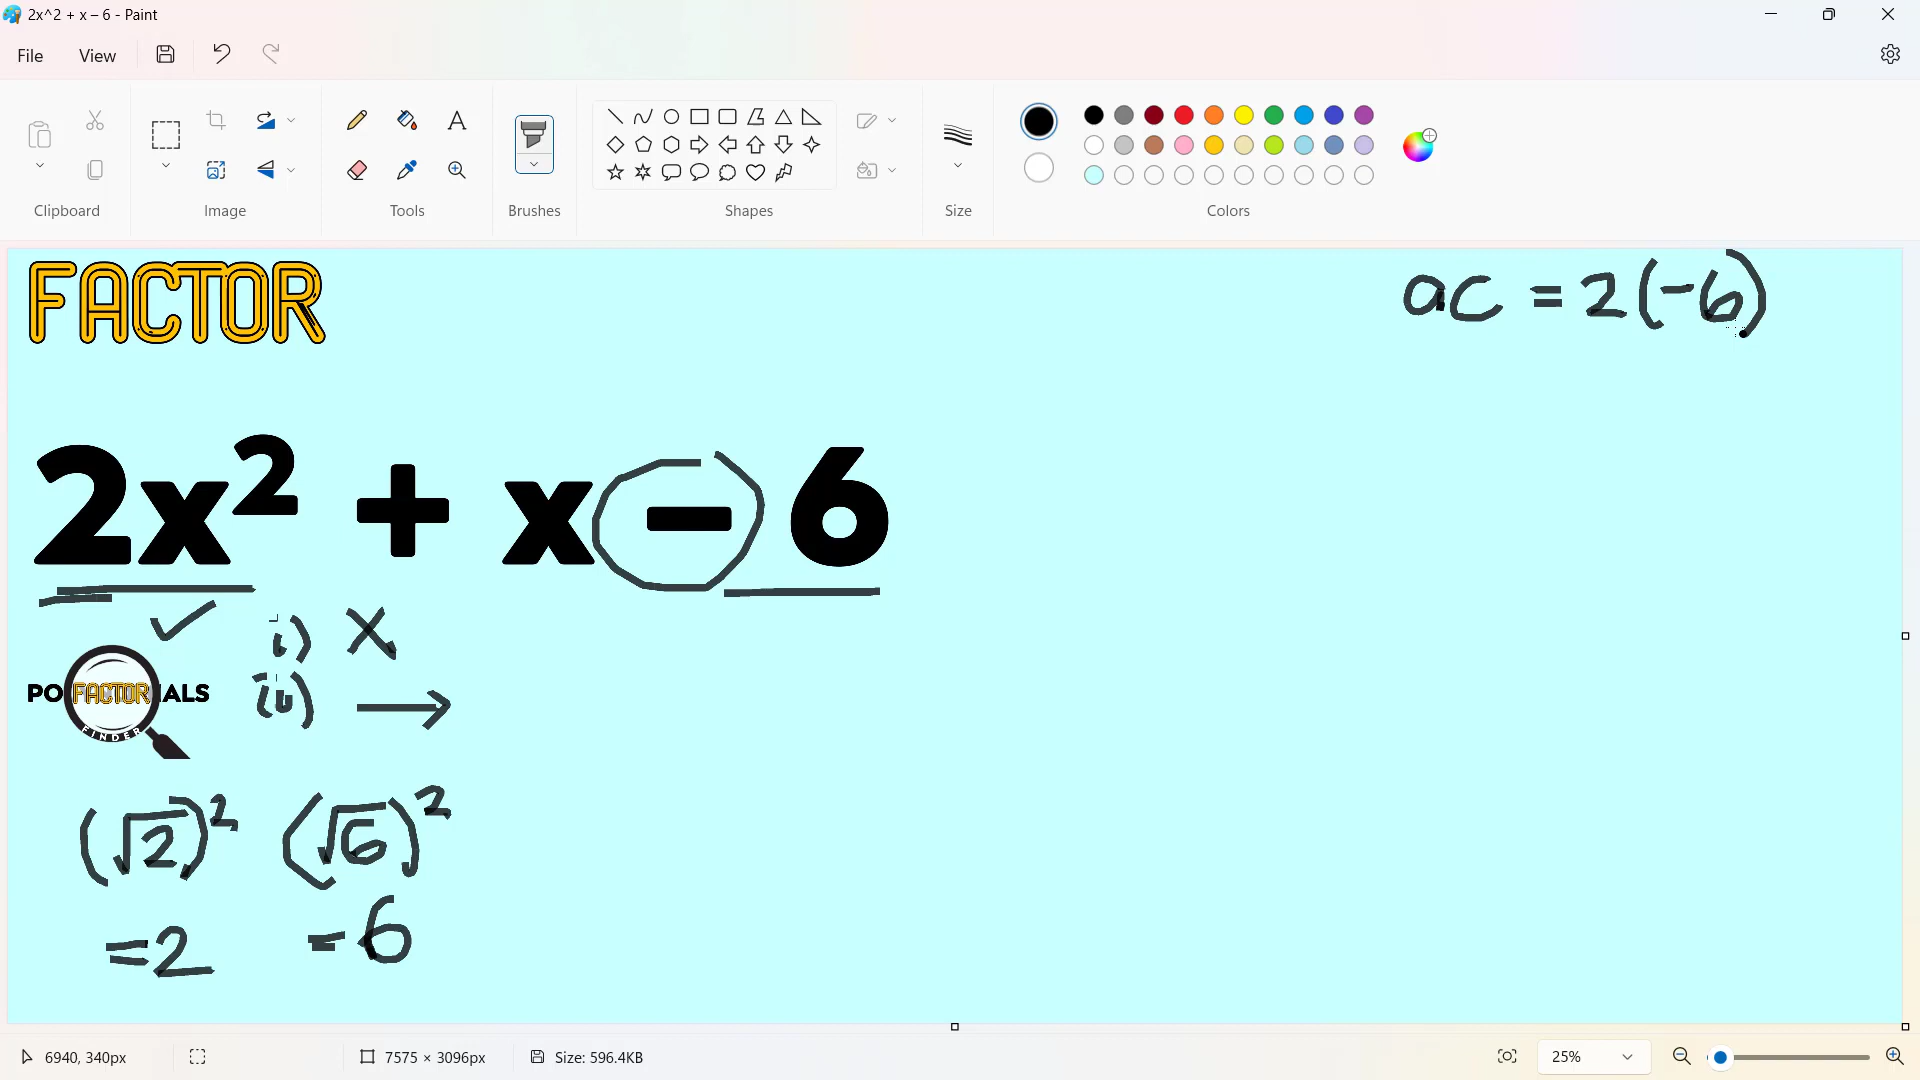 2x^2 + x – 6 - Paint
File View
Clipboard Image Tools Brushes Shapes Size Colors
FACTOR
ac = 2(-6)
2x² + x − 6
i) X
ii) →
PO FACTOR IALS
FINDER
(√2)² (√6)²
=2 =6
6940, 340px 7575 × 3096px Size: 596.4KB 25%